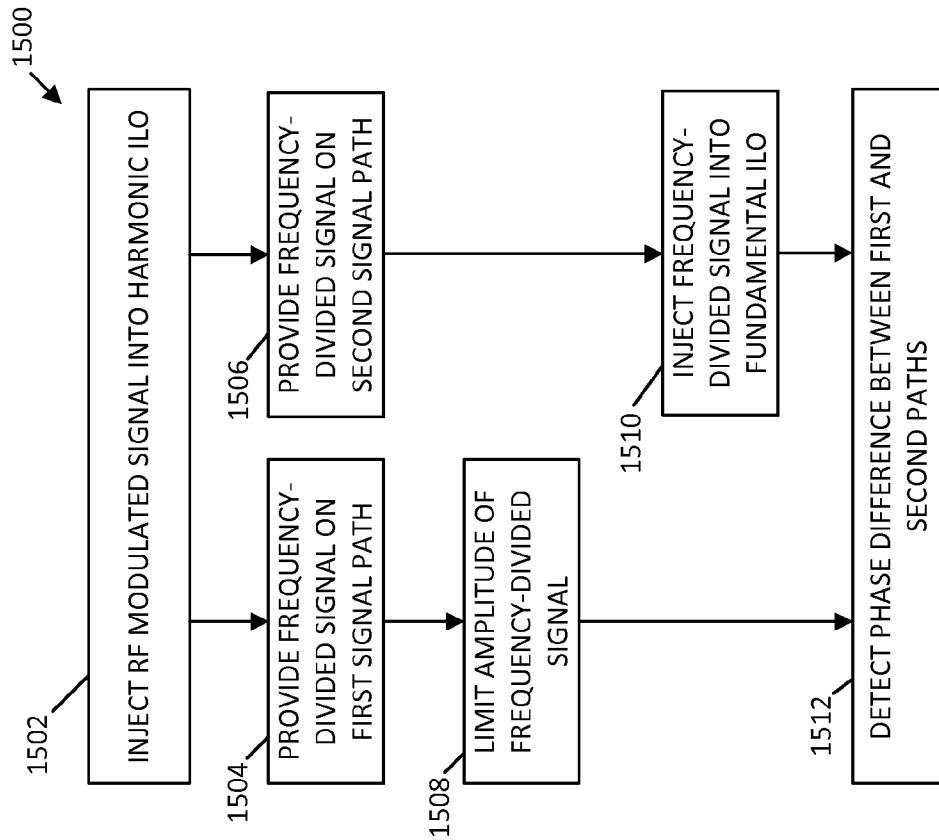 1500
1502
INJECT RF MODULATED SIGNAL INTO HARMONIC ILO
1504
PROVIDE FREQUENCY-
DIVIDED SIGNAL ON
FIRST SIGNAL PATH
1506
PROVIDE FREQUENCY-
DIVIDED SIGNAL ON
SECOND SIGNAL PATH
1508
LIMIT AMPLITUDE OF
FREQUENCY-DIVIDED
SIGNAL
1510
INJECT FREQUENCY-
DIVIDED SIGNAL INTO
FUNDAMENTAL ILO
1512
DETECT PHASE DIFFERENCE BETWEEN FIRST AND
SECOND PATHS